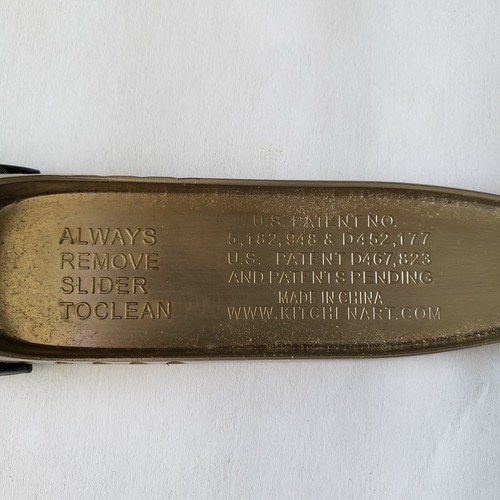 ALWAYS
REMOVE
SLIDER
TOCLEAN
U.S. PATENT NO.
5,182,948 & D452,177
U.S. PATENT D467,823
AND PATENTS PENDING
MADE IN CHINA
WWW.KITCHENART.COM